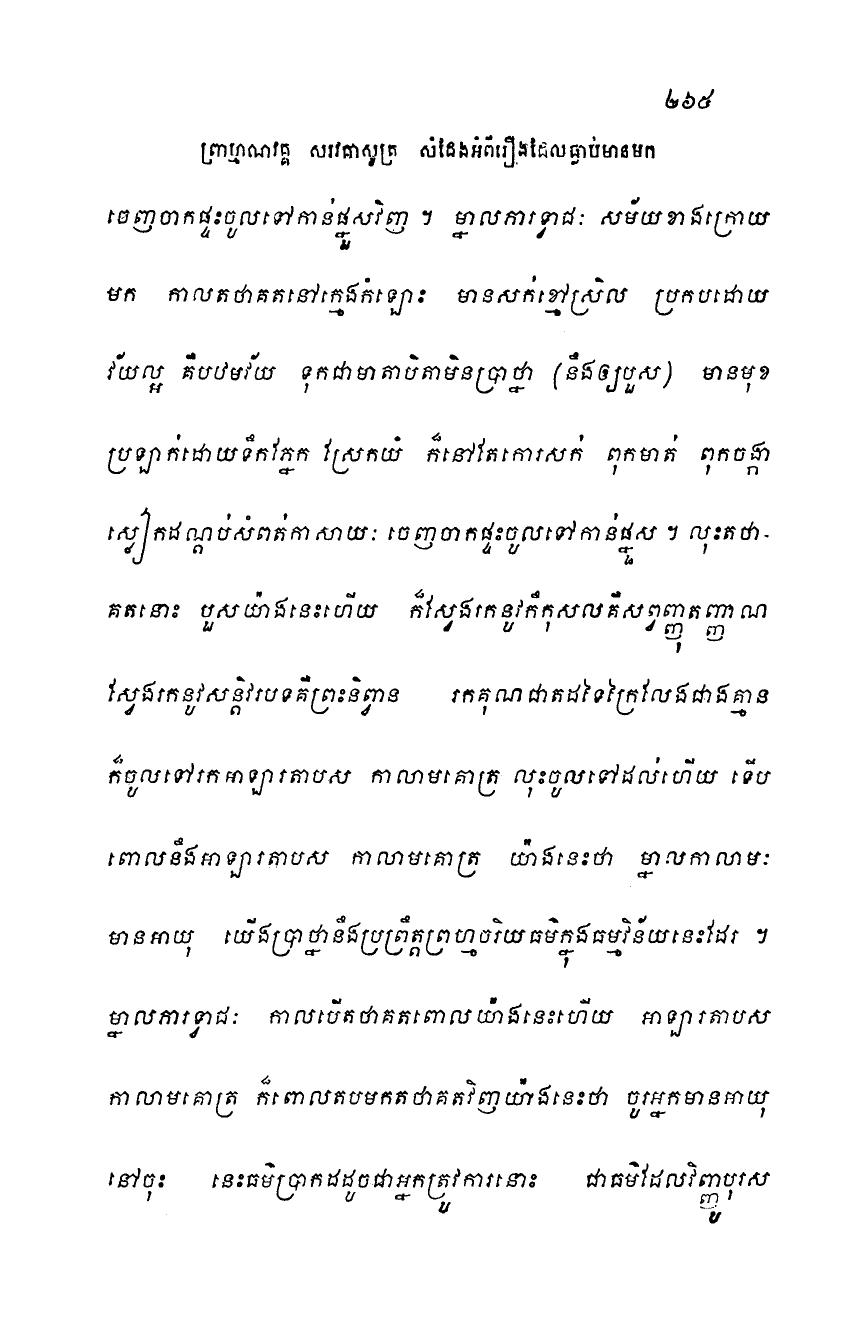 ២៦៥
ព្រាហ្មណវគ្គ សគារវសូត្រ សំដែងអំពីរឿងដែលធ្លាប់មានមក
ចេញចាកផ្ទះចូលទៅកាន់ផ្នួសវិញ ។ ម្នាលភារទ្វាជៈ សម័យខាងក្រោយ
មក កាលតថាគតនៅក្មេងកំឡោះ មានសក់ខ្មៅស្រិល ប្រកបដោយ
វ័យល្អ គឺបឋមវ័យ ទុកជាមាតាបិតាមិនប្រាថ្នា (នឹងឲ្យបួស) មានមុខ
ប្រឡាក់ដោយទឹកភ្នែក ស្រែកយំ ក៏នៅតែកោរសក់ ពុកមាត់ ពុកចង្កា
ស្លៀកដណ្តប់សំពត់កាសាយៈ ចេញចាកផ្ទះចូលទៅកាន់ផ្នួស ។ លុះតថា-
គតនោះ បួសយ៉ាងនេះហើយ ក៏ស្វែងរកនូវកឹកុសលគឺសព្វញ្ញុតញ្ញាណ
ស្វែងរកនូវសន្តិវរបទគឺព្រះនិព្វាន រកគុណជាតដទៃក្រៃលែងជាងគ្មាន
ក៏ចូលទៅរកអាឡារតាបស កាលាមគោត្រ លុះចូលទៅដល់ហើយ ទើប
ពោលនឹងអាឡារតាបស កាលាមគោត្រ យ៉ាងនេះថា ម្នាលកាលាមៈ
មានអាយុ យើងប្រាថ្នានឹងប្រព្រឹត្តព្រហ្មចរិយធម៌ក្នុងធម្មវិន័យនេះដែរ ។
ម្នាលភារទ្វាជៈ កាលបើតថាគតពោលយ៉ាងនេះហើយ អាឡារតាបស
កាលាមគោត្រ ក៏ពោលតបមកតថាគតវិញយ៉ាងនេះថា ចូរអ្នកមានអាយុ
នៅចុះ នេះធម៌ប្រាកដដូចជាអ្នកត្រូវការនោះ ជាធម៌ដែលវិញ្ញូបុរស